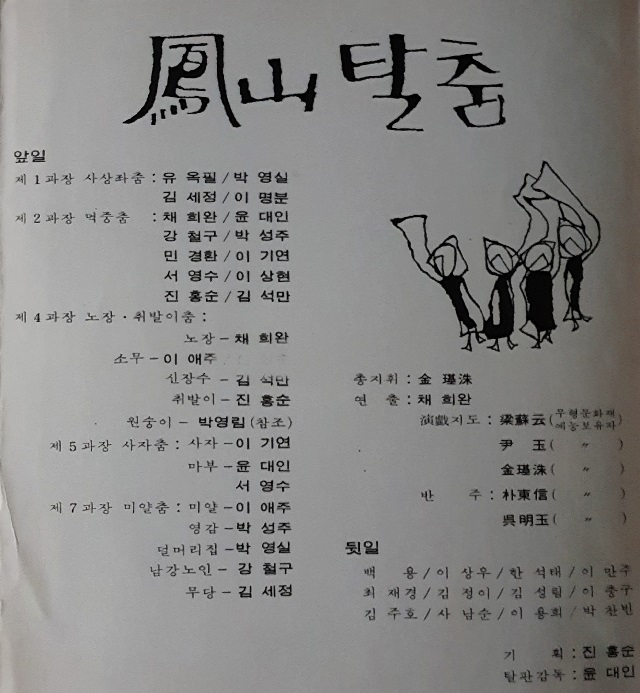 鳳山탈춤
앞일
제1과장 사상좌춤 : 유 옥필 / 박 영실
김 세정 / 이 명분
제2과장 먹중춤 : 채 희완 / 윤 대인
강 철구 / 박 성주
민 경환 / 이 기연
서 영수 / 이 상현
진 홍순 / 김 석만
제4과장 노장 · 취발이춤 :
노장 - 채 희완
소무 - 이 애주
신장수 - 김 석만
취발이 - 진 홍순
원숭이 - 박영림 (참조)
제5과장 사자춤 : 사자 - 이 기연
마부 - 윤 대인
서 영수
제7과장 미얄춤 : 미얄 - 이 애주
영감 - 박 성주
덜머리집 - 박 영실
남강노인 - 강 철구
무당 - 김 세정
총지휘 : 金 瑾洙
연 출 : 채 희완
演戲지도 : 梁蘇云 (무형문화재 예능보유자)
尹 玉 ( 〃 )
金瑾洙 ( 〃 )
반 주 : 朴東信 ( 〃 )
吳明玉 ( 〃 )
뒷일
백 용 / 이 상우 / 한 석태 / 이 만주
최 재경 / 김 정이 / 김 성림 / 이 충구
김 주호 / 사 남순 / 이 용희 / 박 찬빈
기 획 : 진 홍순
탈판감독 : 윤 대인